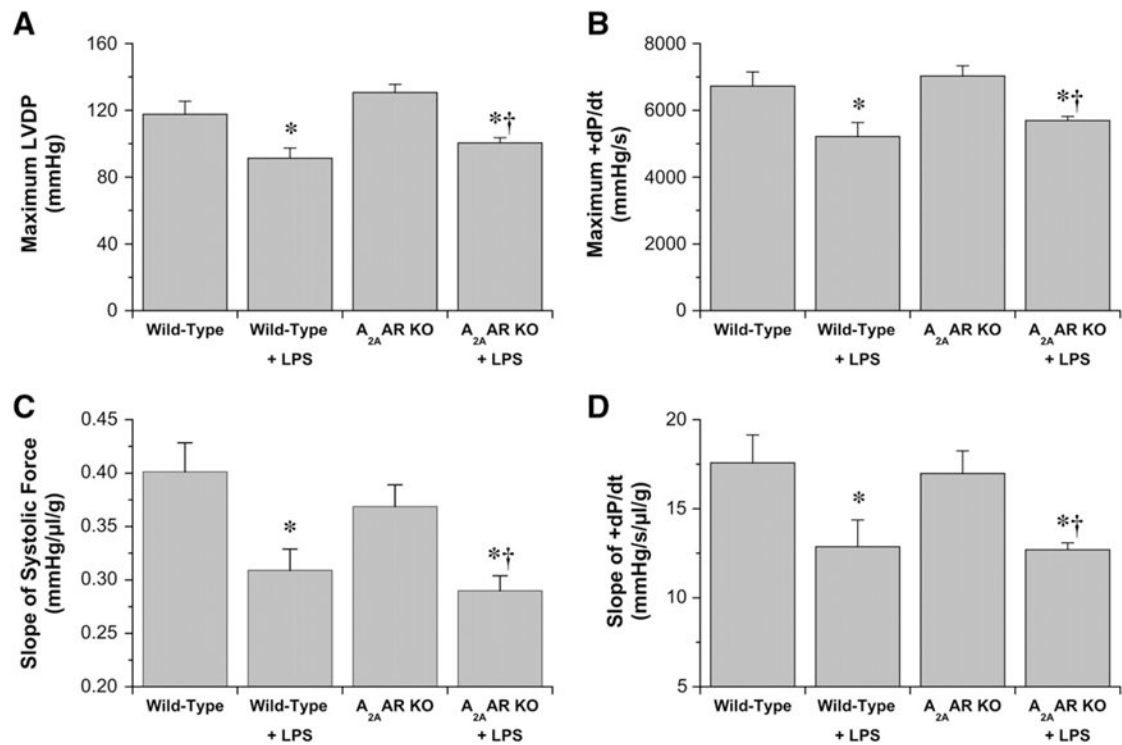 A
Maximum LVDP
(mmHg)
160
120
80
40
0
*
*†
Wild-Type
Wild-Type
+ LPS
A2AAR KO
A2AAR KO
+ LPS
B
Maximum +dP/dt
(mmHg/s)
8000
6000
4000
2000
0
*
*†
Wild-Type
Wild-Type
+ LPS
A2AAR KO
A2AAR KO
+ LPS
C
Slope of Systolic Force
(mmHg/µl/g)
0.45
0.40
0.35
0.30
0.25
0.20
*
*†
Wild-Type
Wild-Type
+ LPS
A2AAR KO
A2AAR KO
+ LPS
D
Slope of +dP/dt
(mmHg/s/µl/g)
20
15
10
5
*
*†
Wild-Type
Wild-Type
+ LPS
A2AAR KO
A2AAR KO
+ LPS